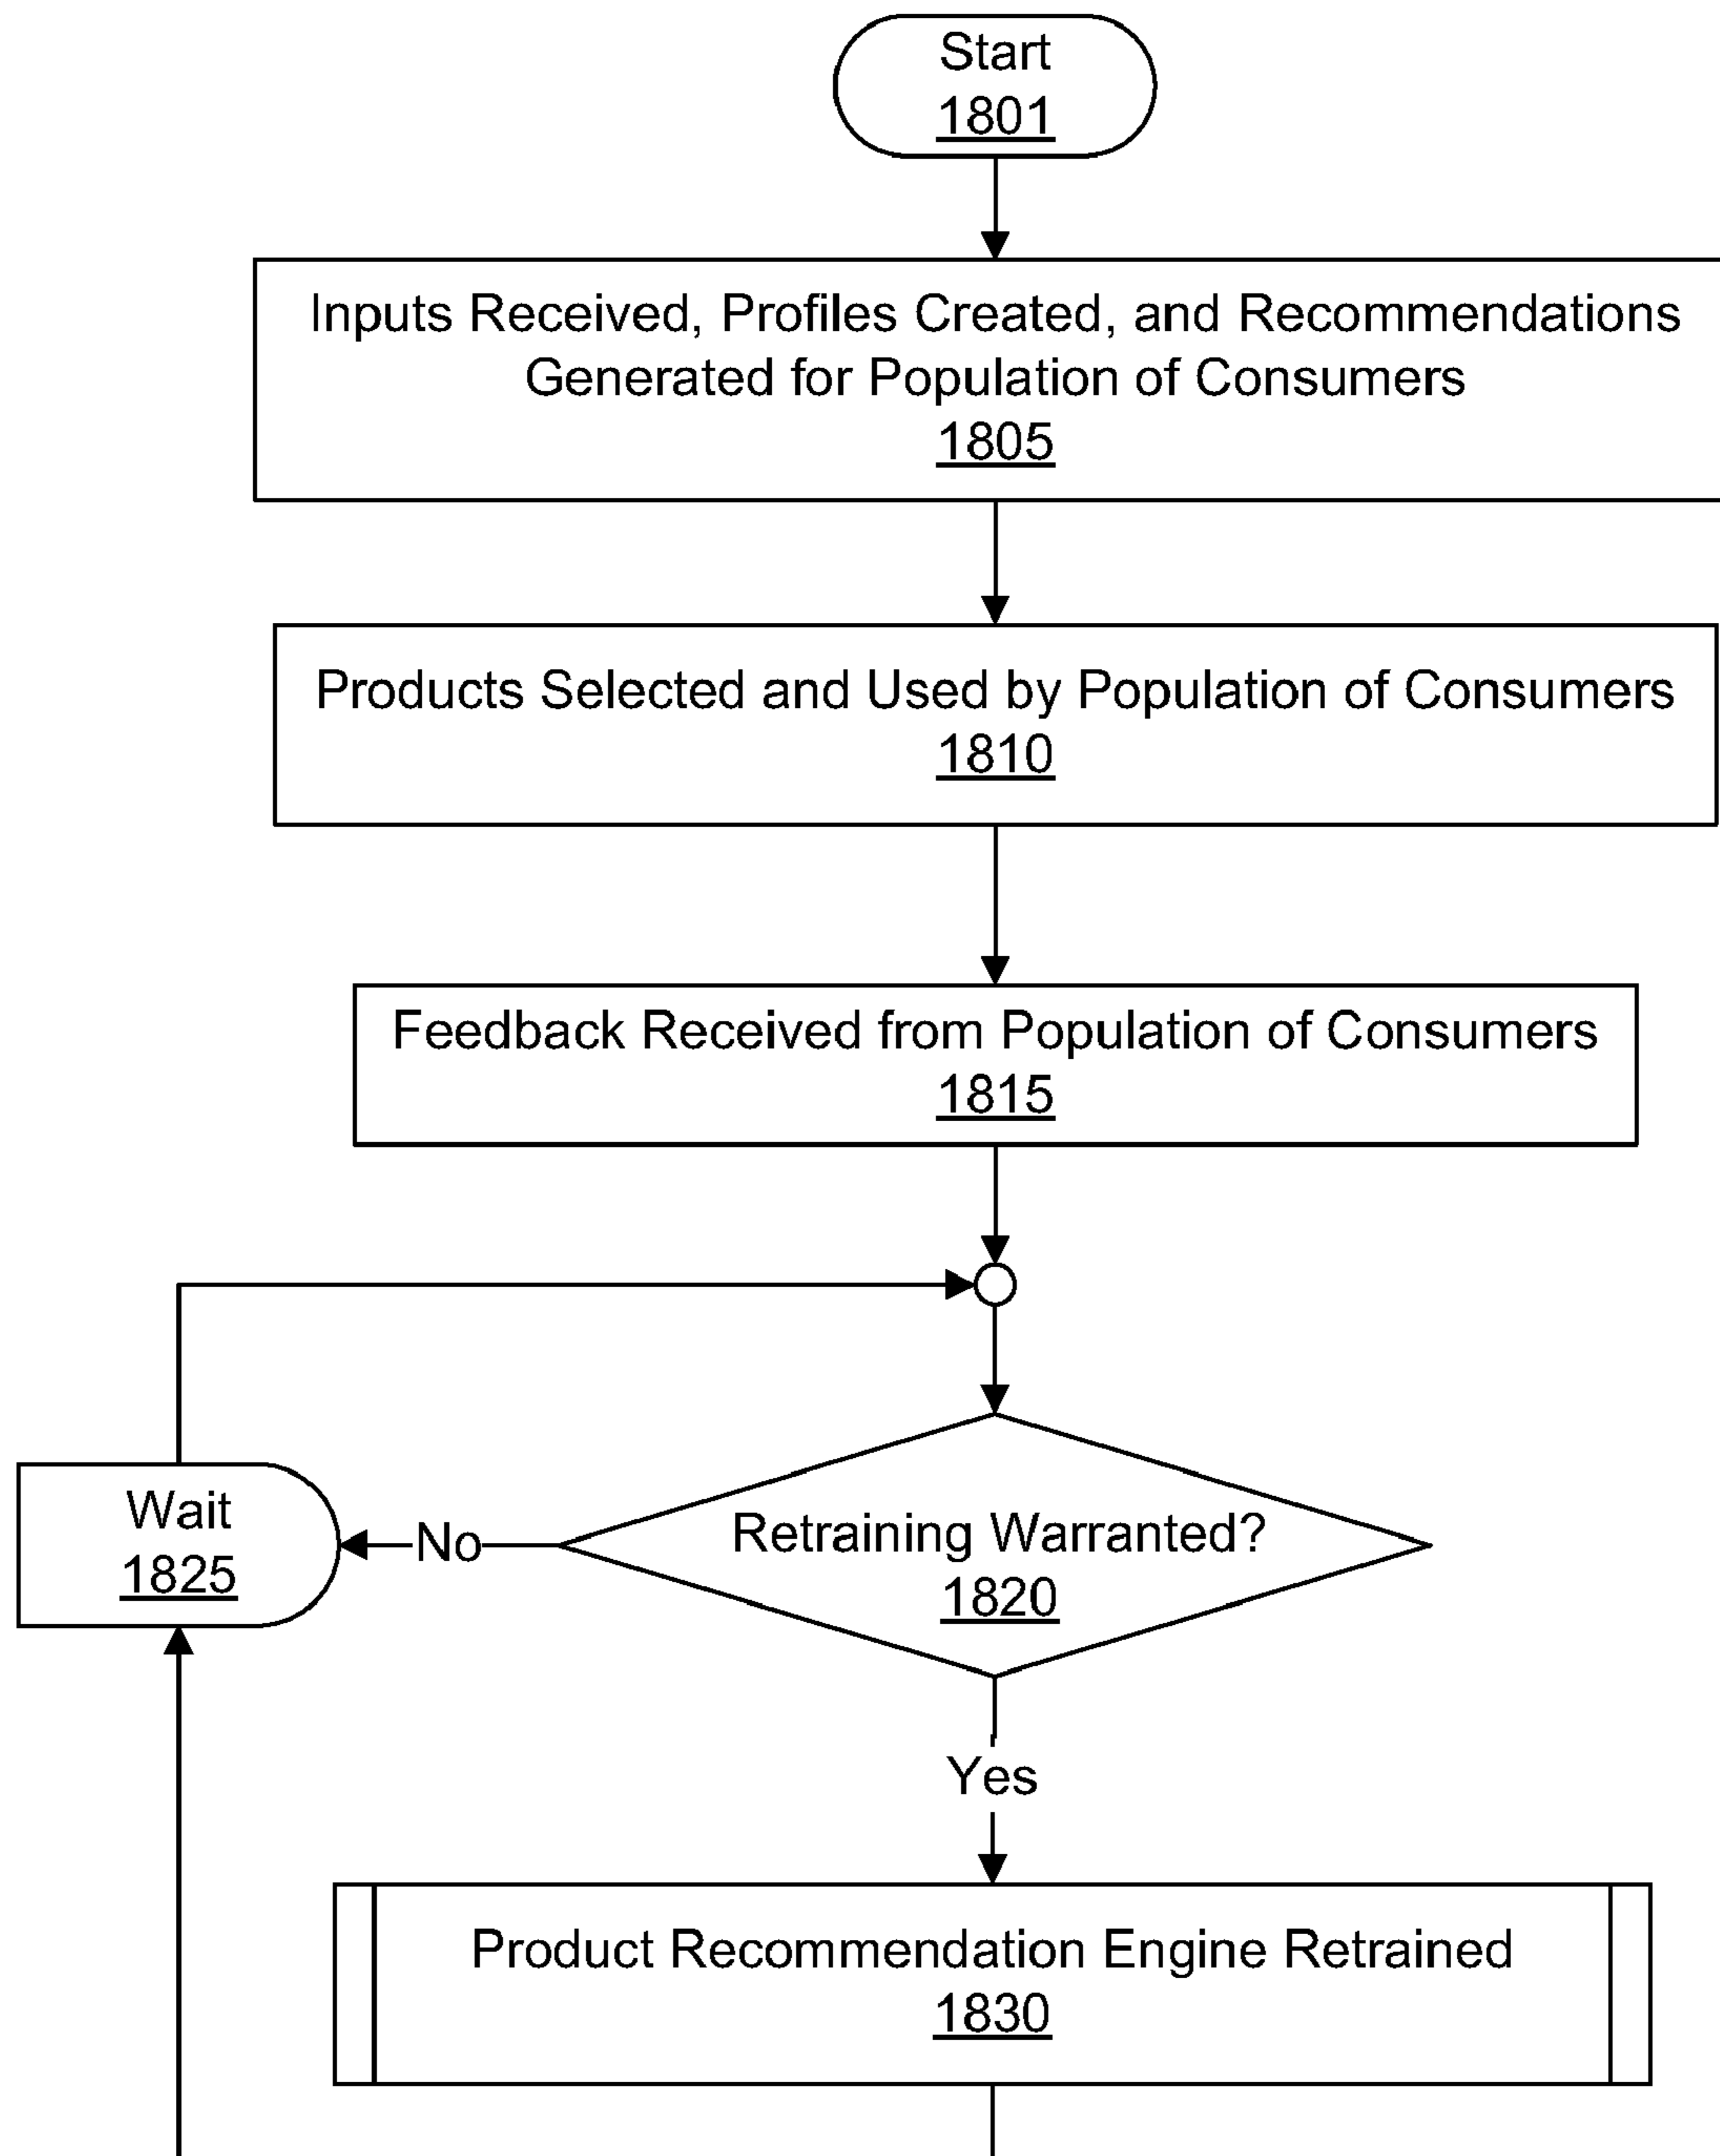 Start
1801
Inputs Received, Profiles Created, and Recommendations
Generated for Population of Consumers
1805
Products Selected and Used by Population of Consumers
1810
Feedback Received from Population of Consumers
1815
Retraining Warranted?
1820
No
Wait
1825
Yes
Product Recommendation Engine Retrained
1830